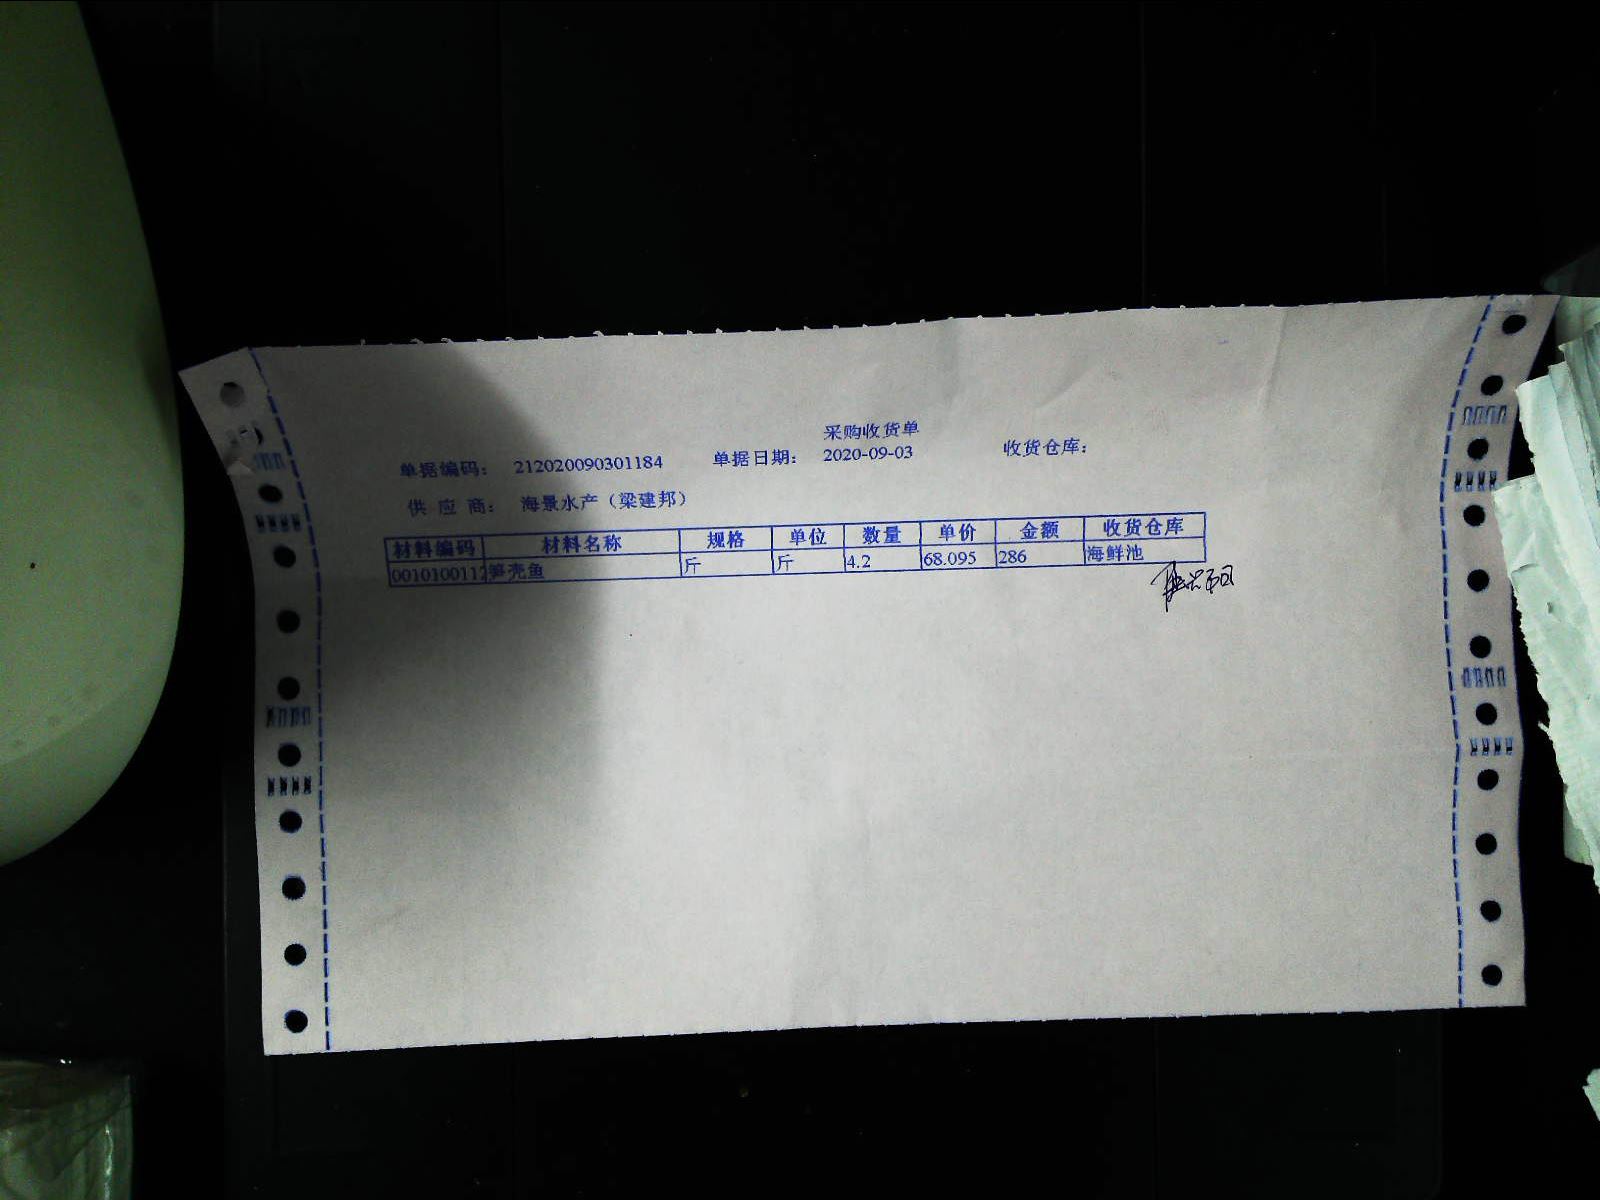 采购收货单
单据编码： 212020090301184 单据日期： 2020-09-03 收货仓库：
供 应 商： 海景水产（梁建邦）
材料编码 材料名称 规格 单位 数量 单价 金额 收货仓库
0010100112 笋壳鱼 斤 斤 4.2 68.095 286 海鲜池